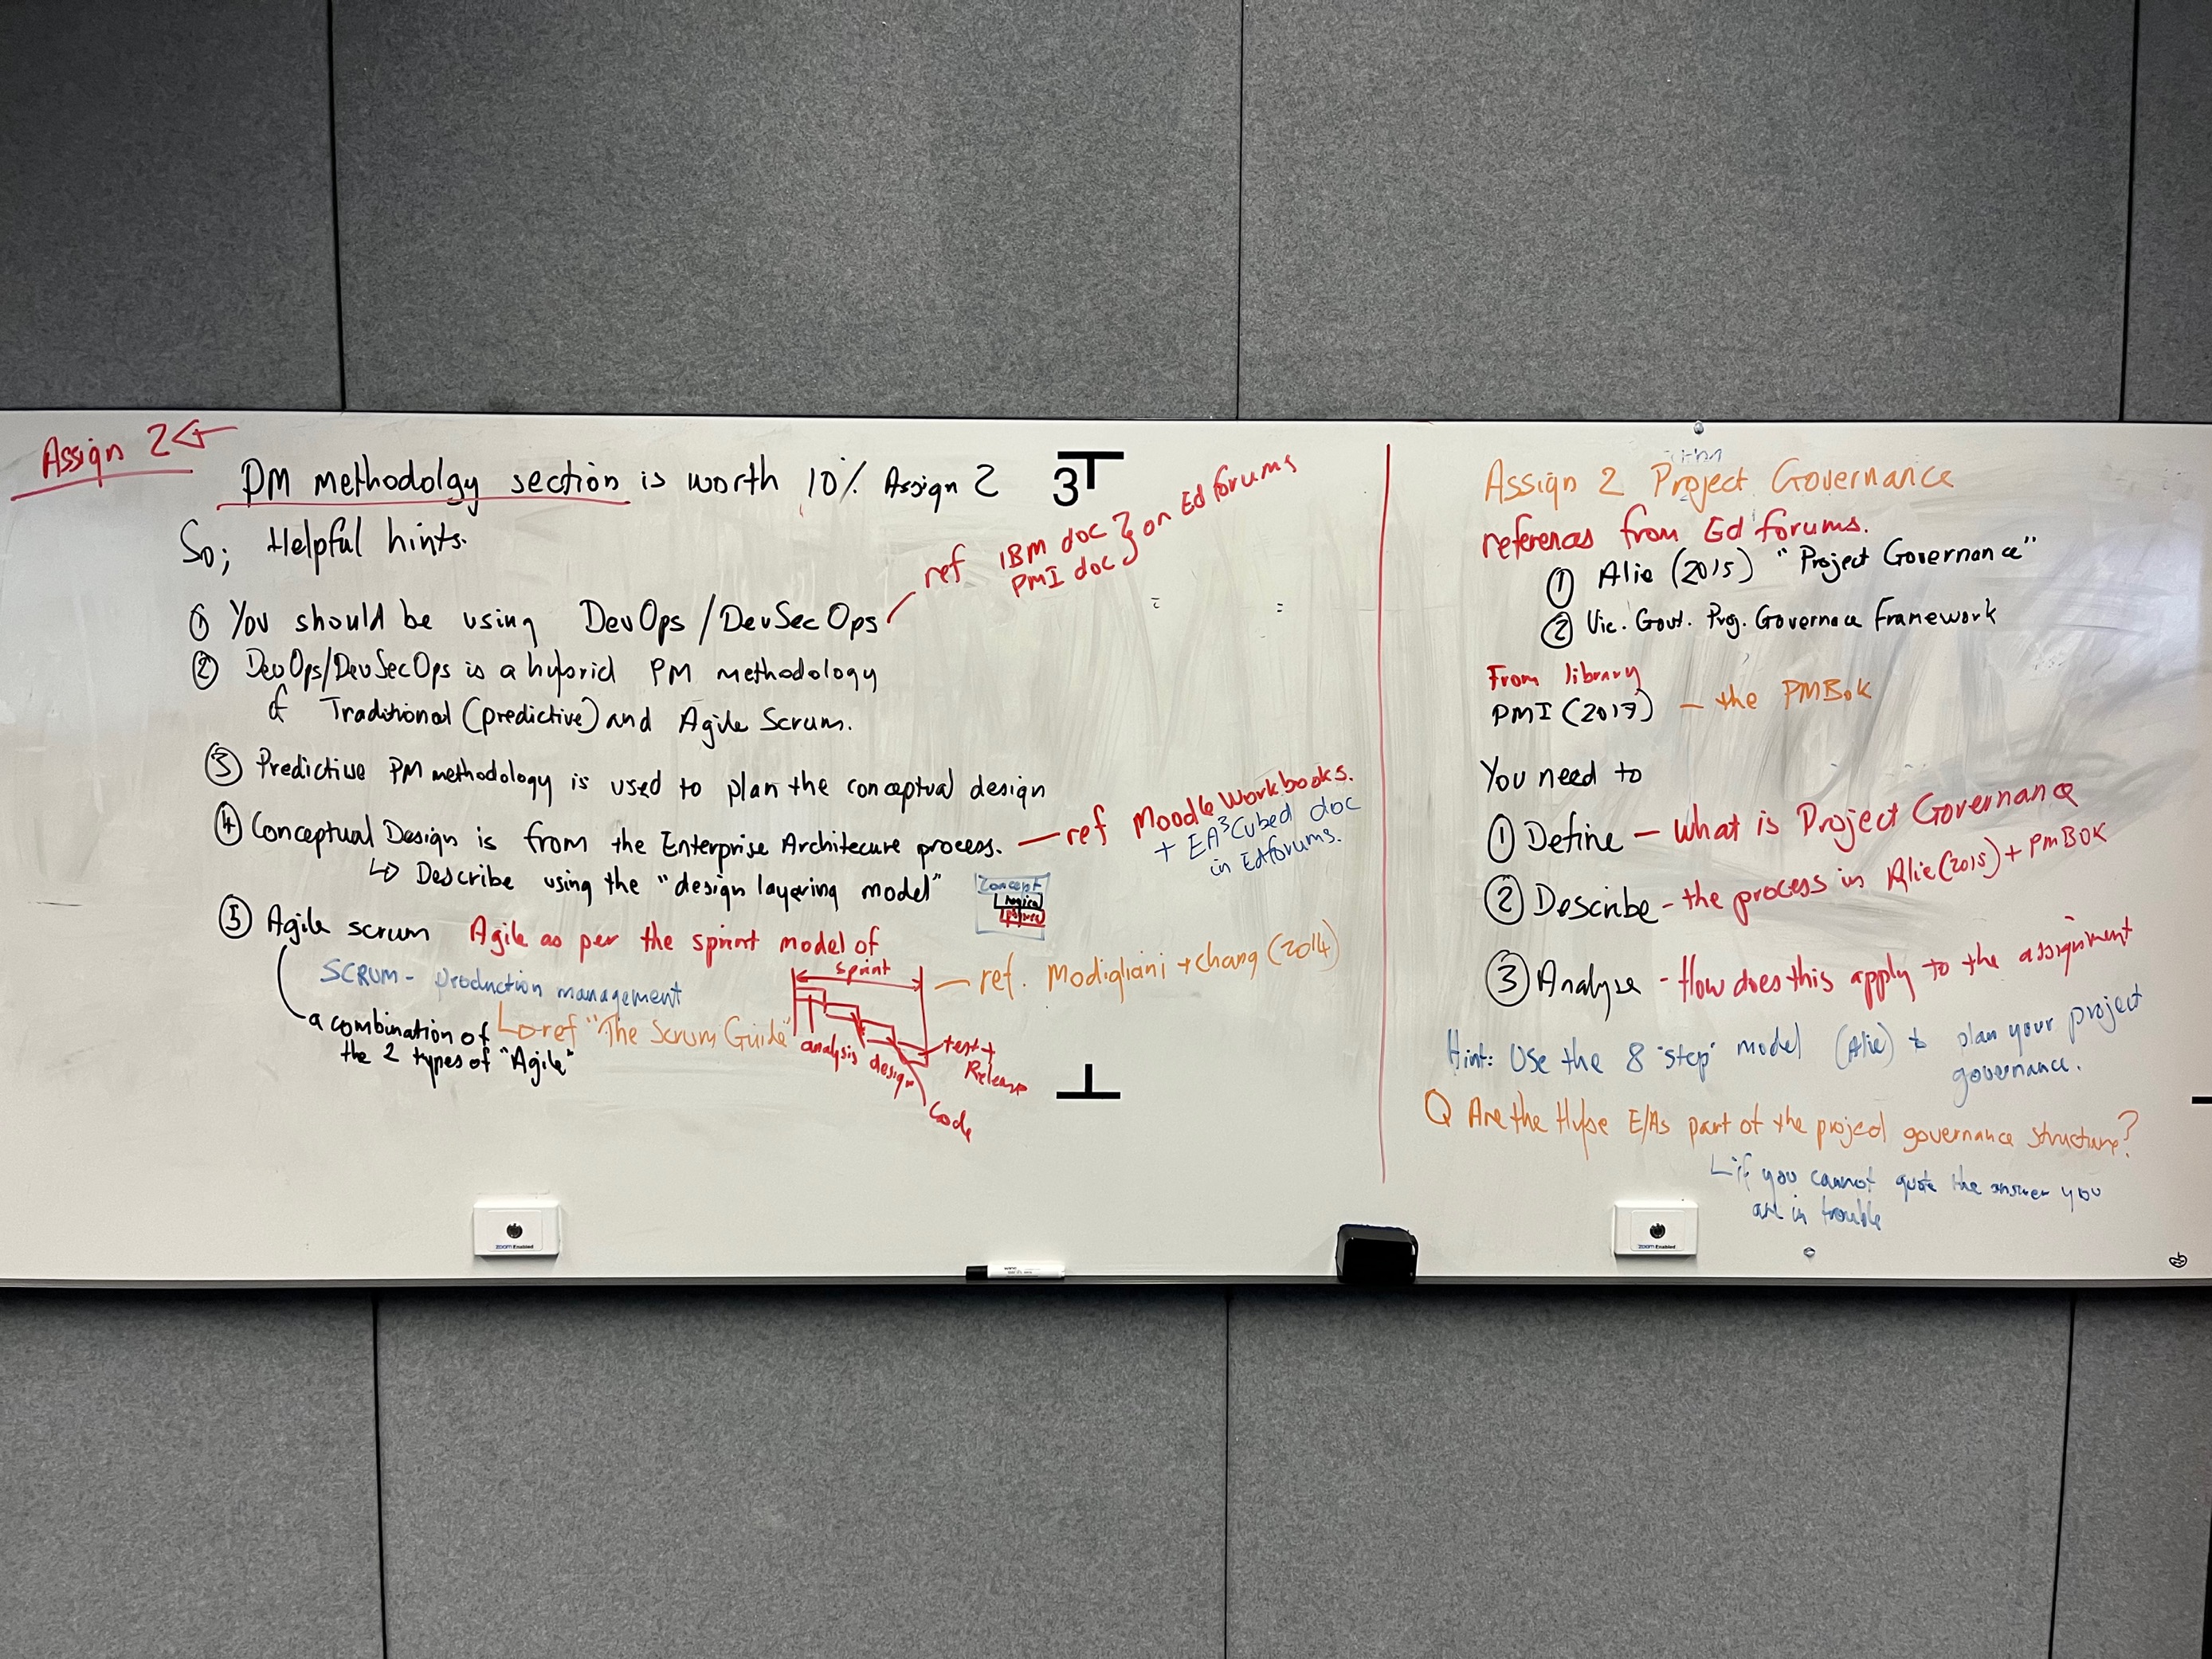 Assign 2 ←
PM methodolgy section is worth 10% Assign 2
3
So; Helpful hints.
ref IBM doc } on Ed forums
PMI doc
① You should be using DevOps/DevSecOps
② DevOps/DevSecOps is a hybrid PM methodology
of Traditional (predictive) and Agile Scrum.
③ Predictive PM methodology is used to plan the conceptual design
④ Conceptual Design is from the Enterprise Architecure process. — ref Moodle Workbooks.
+ EA³Cubed doc
in Edforums.
↳ Describe using the "design layering model"
Concept
logical
physical
⑤ Agile scrum Agile as per the sprint model of
sprint
— ref. Modigliani + chang (2014)
SCRUM - production management
↳ ref "The Scrum Guide"
a combination of
the 2 types of "Agile"
analysis
design
code
test +
Release
Assign 2 Project Governance
references from Ed forums.
① Alie (2015) "Project Governance"
② Vic. Govt. Proj. Governace Framework
From library
PMI (2017) — the PMBoK
You need to
① Define — what is Project Governance
② Describe - the process in Alie (2015) + PMBOK
③ Analyse - How does this apply to the assignment
Hint: Use the 8 "step" model (Alie) to plan your project
governance.
Q Are the Hype E/As part of the project governance structure?
↳ if you cannot quote the answer you
are in trouble
zoom Enabled
zoom Enabled